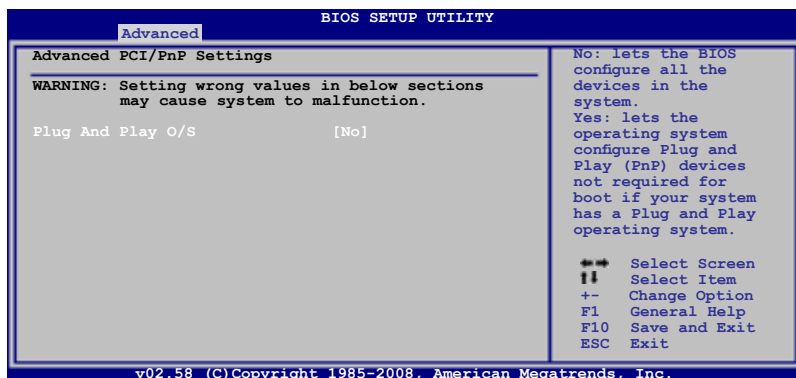 BIOS SETUP UTILITY
Advanced
Advanced PCI/PnP Settings
WARNING: Setting wrong values in below sections
may cause system to malfunction.
Plug And Play O/S [No]
No: lets the BIOS
configure all the
devices in the
system.
Yes: lets the
operating system
configure Plug and
Play (PnP) devices
not required for
boot if your system
has a Plug and Play
operating system.
Select Screen
Select Item
+- Change Option
F1 General Help
F10 Save and Exit
ESC Exit
v02.58 (C)Copyright 1985-2008, American Megatrends, Inc.